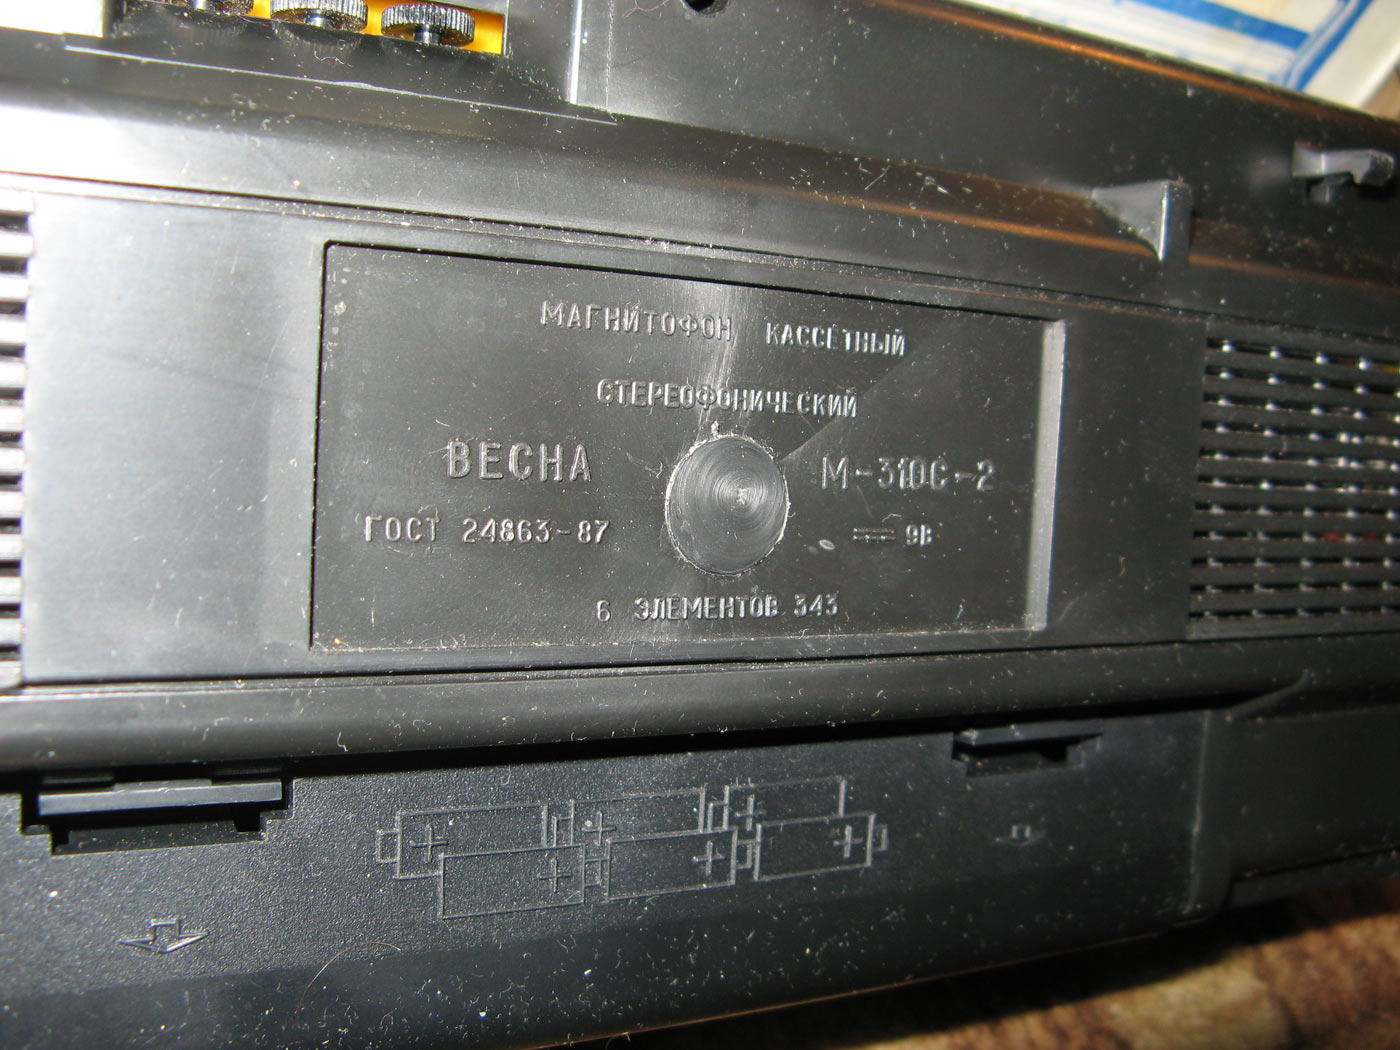 МАГНИТОФОН КАССЕТНЫЙ
СТЕРЕОФОНИЧЕСКИЙ
ВЕСНА М-310С-2
ГОСТ 24863-87 9В
6 ЭЛЕМЕНТОВ 343
+ + +
+ + +